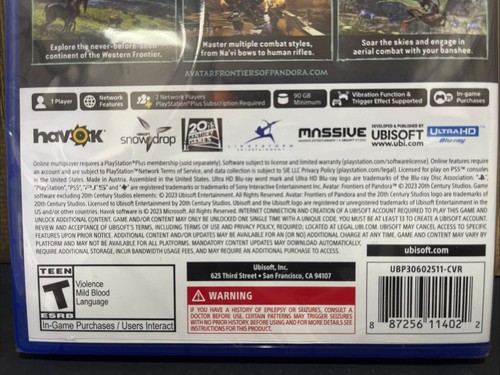 Explore the never-before-seen
continent of the Western Frontier.
Master multiple combat styles,
from Na'vi bows to human rifles.
Soar the skies and engage in
aerial combat with your banshee.
AVATARFRONTIERSOFPANDORA.COM
1 Player
Network
Features
2 Network Players
PlayStation®Plus Subscription Required
90 GB
Minimum
Vibration Function &
Trigger Effect Supported
In-game
Purchases
havok
UBISOFT
snowdrop
20th
CENTURY
GAMES
LIGHTSTORM
ENTERTAINMENT
MASSIVE
ENTERTAINMENT | A UBISOFT STUDIO
DEVELOPED & PUBLISHED BY
UBISOFT
www.ubi.com
ULTRA HD
Blu-ray
Online multiplayer requires a PlayStation®Plus membership (sold separately). Software subject to license and limited warranty (playstation.com/softwarelicense). Online features require
an account and are subject to PlayStation™Network Terms of Service, and data collection is subject to SIE LLC Privacy Policy (playstation.com/legal). Licensed for play on PS5™ consoles
in the United States. Made in Austria. Assembled in the United States. Ultra HD Blu-ray word mark and Ultra HD Blu-ray logo are trademarks of the Blu-ray Disc Association.
"PlayStation", "PS5", and are registered trademarks or trademarks of Sony Interactive Entertainment Inc. Avatar: Frontiers of Pandora™ © 2023 20th Century Studios. Game
software excluding 20th Century Studios elements: © 2023 Ubisoft Entertainment. All Rights Reserved. Avatar: Frontiers of Pandora and the 20th Century Studios logo are trademarks of
20th Century Studios. Licensed to Ubisoft Entertainment by 20th Century Studios. Ubisoft and the Ubisoft logo are registered or unregistered trademarks of Ubisoft Entertainment in the
US and/or other countries. Havok software is © 2023 Microsoft. All Rights Reserved. INTERNET CONNECTION AND CREATION OF A UBISOFT ACCOUNT REQUIRED TO PLAY THIS GAME AND
UNLOCK ADDITIONAL CONTENT. GAME AND/OR CONTENT MAY ONLY BE UNLOCKED ONE SINGLE TIME WITH A UNIQUE CODE. YOU MUST BE AT LEAST 13 TO CREATE A UBISOFT ACCOUNT.
REVIEW AND ACCEPTANCE OF UBISOFT'S TERMS, INCLUDING TERMS OF USE AND PRIVACY POLICY, REQUIRED; LOCATED AT LEGAL.UBI.COM. UBISOFT MAY CANCEL ACCESS TO SPECIFIC
FEATURES UPON PRIOR NOTICE. ADDITIONAL CONTENT AND/OR UPDATES MAY BE AVAILABLE FOR AN (OR NO) ADDITIONAL CHARGE AT ANY TIME. GAME AND CONTENT MAY VARY BY
PLATFORM AND MAY NOT BE AVAILABLE FOR ALL PLATFORMS. MANDATORY CONTENT UPDATES MAY DOWNLOAD AUTOMATICALLY,
REQUIRE ADDITIONAL STORAGE, INCUR BANDWIDTH USAGE FEES, AND MAY REQUIRE AN ADDITIONAL PURCHASE TO ACCESS.
ubisoft.com
TEEN
T
ESRB
Violence
Mild Blood
Language
In-Game Purchases / Users Interact
Ubisoft, Inc.
625 Third Street • San Francisco, CA 94107
WARNING
IF YOU HAVE A HISTORY OF EPILEPSY OR SEIZURES, CONSULT A
DOCTOR BEFORE USE. CERTAIN PATTERNS MAY TRIGGER SEIZURES
WITH NO PRIOR HISTORY. BEFORE USING AND FOR MORE DETAILS SEE
INSTRUCTIONS FOR THIS PRODUCT.
UBP30602511-CVR
8 87256 11402 2